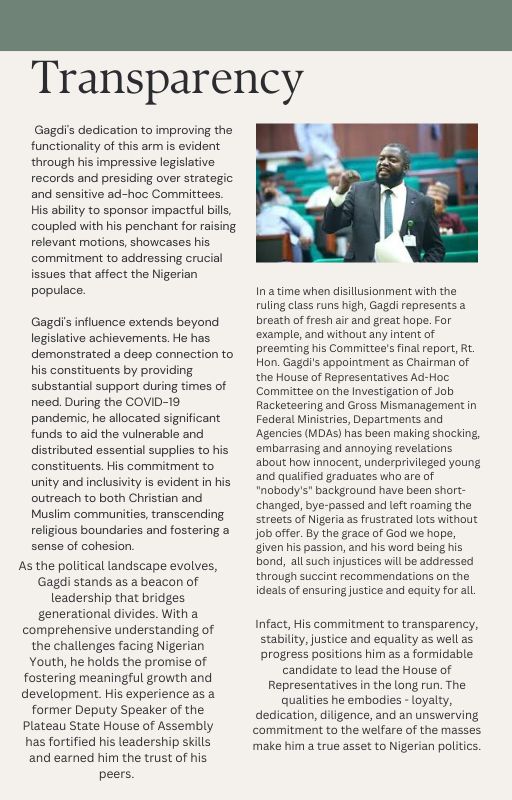 Transparency
Gagdi's dedication to improving the
functionality of this arm is evident
through his impressive legislative
records and presiding over strategic
and sensitive ad-hoc Committees.
His ability to sponsor impactful bills,
coupled with his penchant for raising
relevant motions, showcases his
commitment to addressing crucial
issues that affect the Nigerian
populace.
Gagdi's influence extends beyond
legislative achievements. He has
demonstrated a deep connection to
his constituents by providing
substantial support during times of
need. During the COVID-19
pandemic, he allocated significant
funds to aid the vulnerable and
distributed essential supplies to his
constituents. His commitment to
unity and inclusivity is evident in his
outreach to both Christian and
Muslim communities, transcending
religious boundaries and fostering a
sense of cohesion.
As the political landscape evolves,
Gagdi stands as a beacon of
leadership that bridges
generational divides. With a
comprehensive understanding of
the challenges facing Nigerian
Youth, he holds the promise of
fostering meaningful growth and
development. His experience as a
former Deputy Speaker of the
Plateau State House of Assembly
has fortified his leadership skills
and earned him the trust of his
peers.
In a time when disillusionment with the
ruling class runs high, Gagdi represents a
breath of fresh air and great hope. For
example, and without any intent of
preemting his Committee's final report, Rt.
Hon. Gagdi's appointment as Chairman of
the House of Representatives Ad-Hoc
Committee on the Investigation of Job
Racketeering and Gross Mismanagement in
Federal Ministries, Departments and
Agencies (MDAs) has been making shocking,
embarrasing and annoying revelations
about how innocent, underprivileged young
and qualified graduates who are of
"nobody's" background have been short-
changed, bye-passed and left roaming the
streets of Nigeria as frustrated lots without
job offer. By the grace of God we hope,
given his passion, and his word being his
bond, all such injustices will be addressed
through succint recommendations on the
ideals of ensuring justice and equity for all.
Infact, His commitment to transparency,
stability, justice and equality as well as
progress positions him as a formidable
candidate to lead the House of
Representatives in the long run. The
qualities he embodies - loyalty,
dedication, diligence, and an unswerving
commitment to the welfare of the masses
make him a true asset to Nigerian politics.